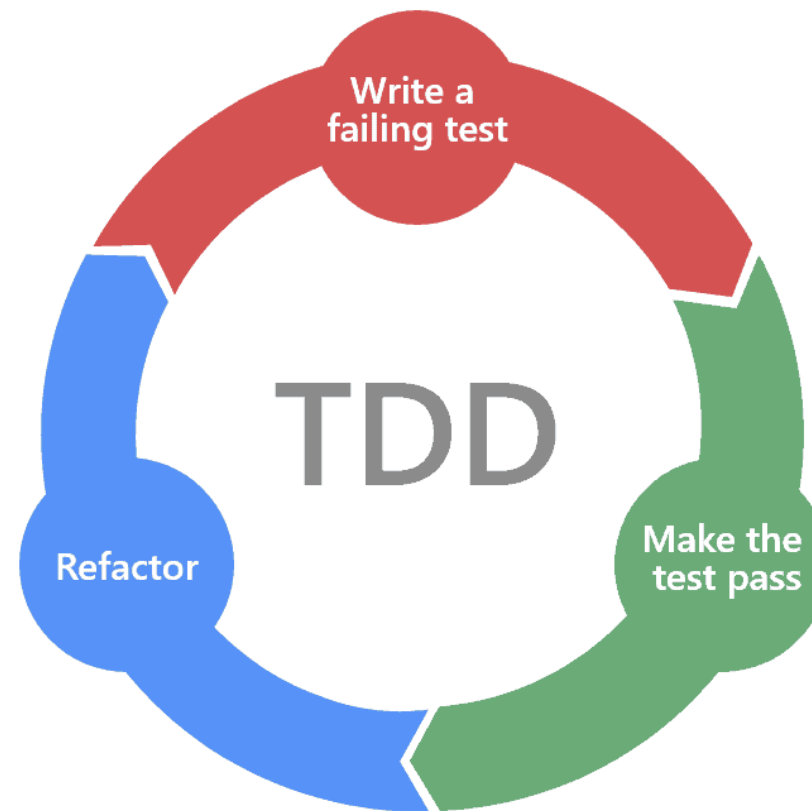 Write a
failing test
TDD
Refactor
Make the
test pass